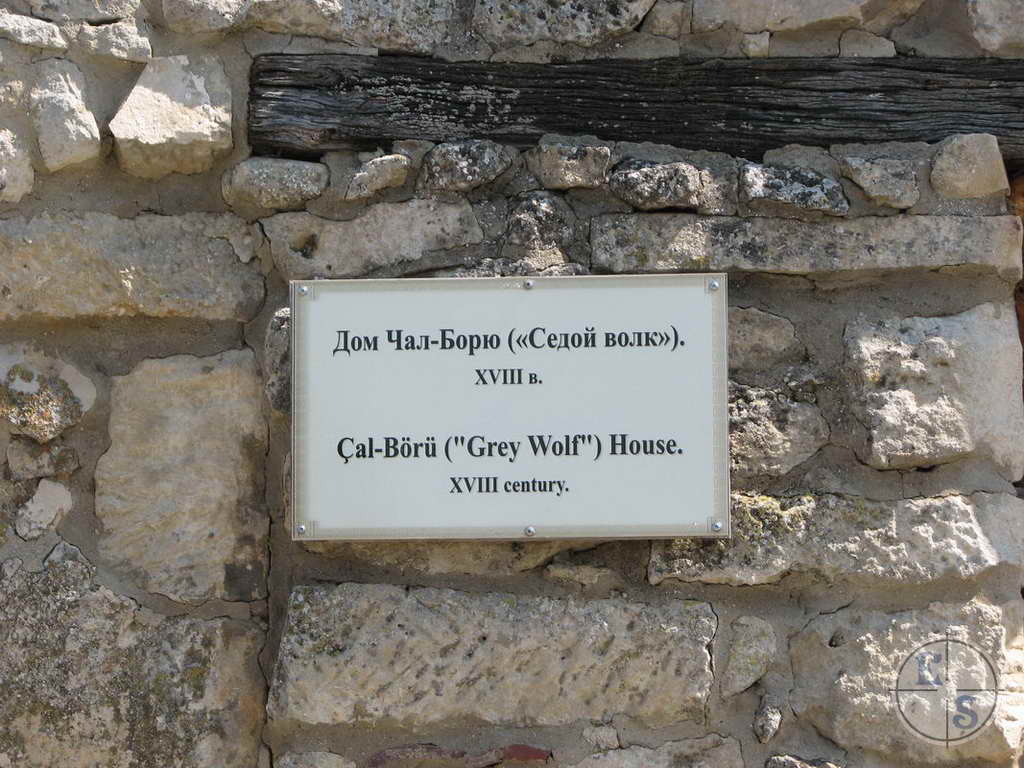 Дом Чал-Борю («Седой волк»).
XVIII в.
Çal-Börü ("Grey Wolf") House.
XVIII century.
E
Ş